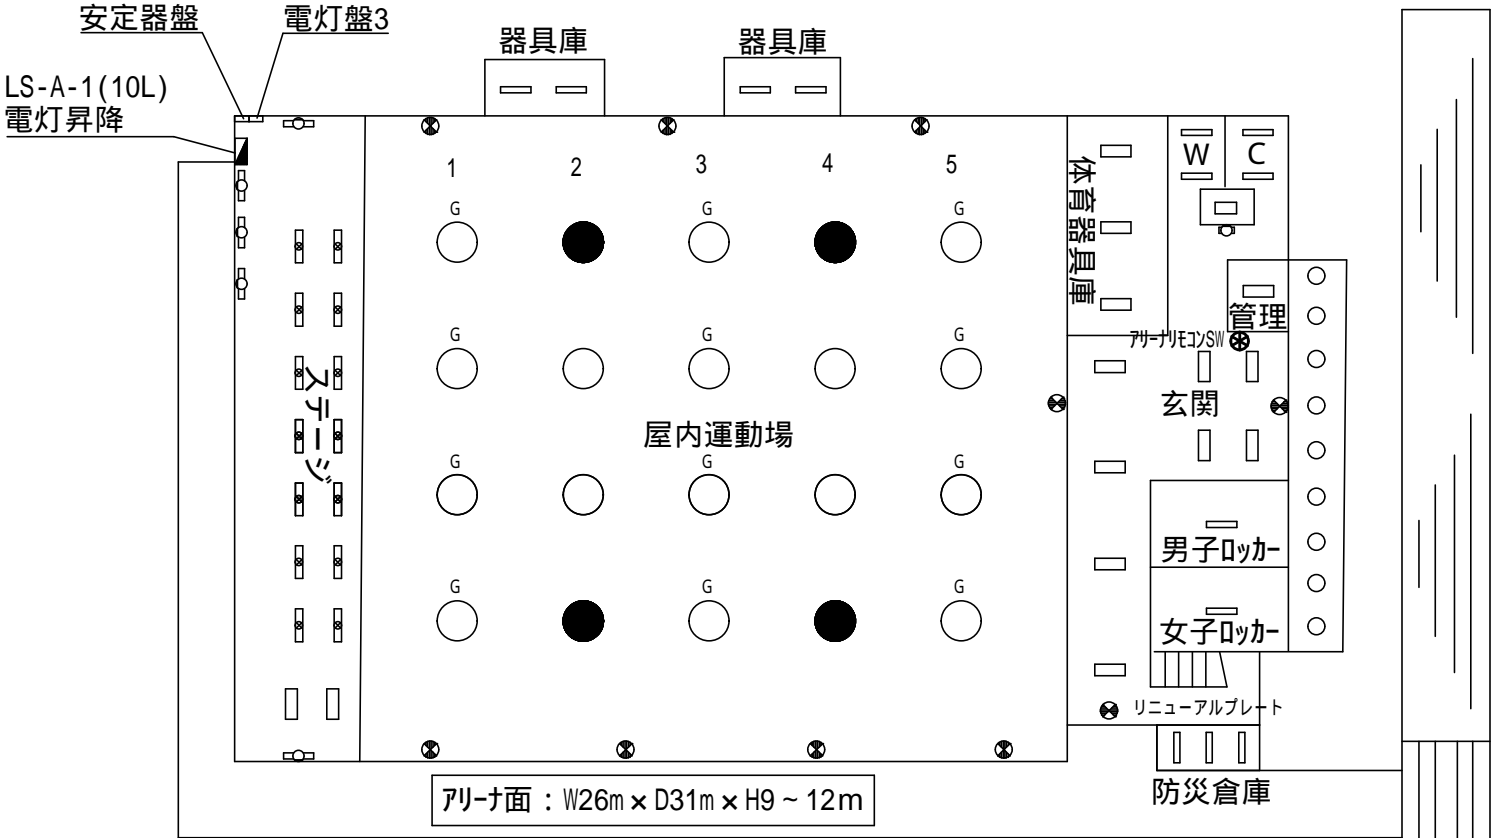 安定器盤
電灯盤3
LS-A-1(10L)
電灯昇降
器具庫
器具庫
1
2
3
4
5
G
G
G
G
G
G
G
G
G
G
G
G
体育器具庫
W
C
管理
アリーナリモコンSW
玄関
ステージ
屋内運動場
男子ロッカー
女子ロッカー
リニューアルプレート
防災倉庫
アリーナ面:W26m×D31m×H9~12m